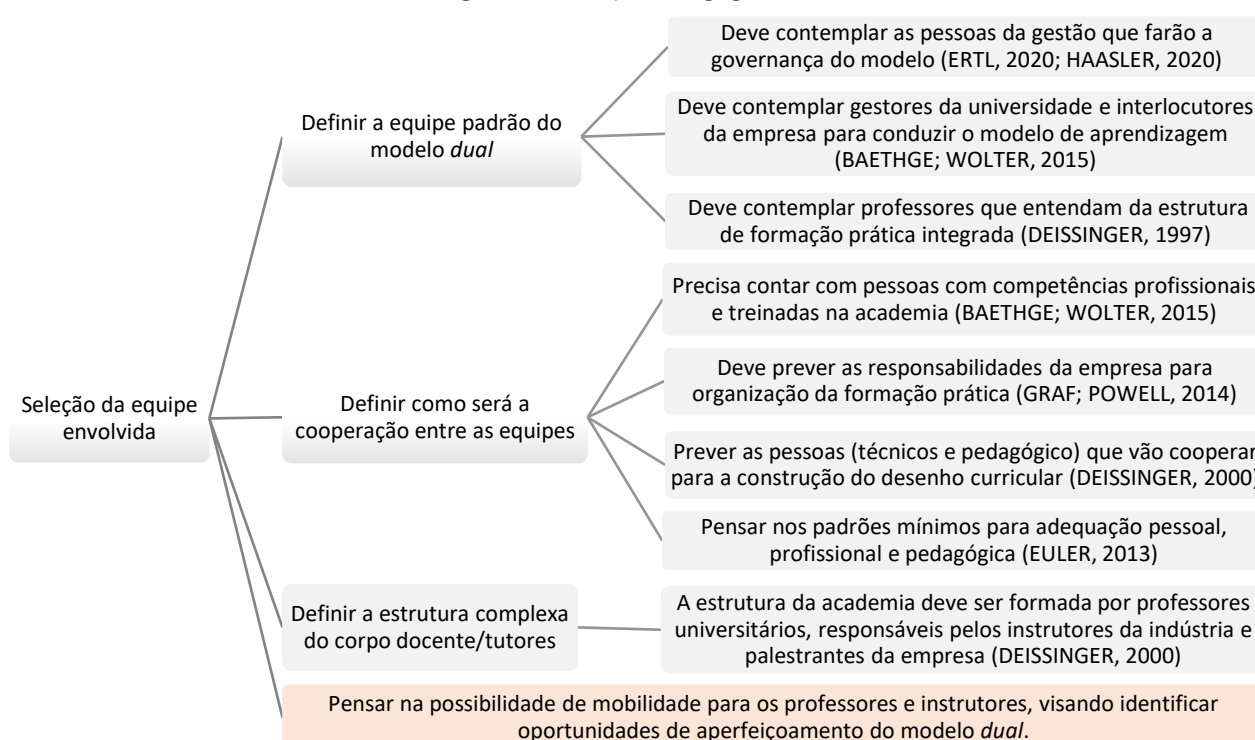 Deve contemplar as pessoas da gestão que farão a
governança do modelo (ERTL, 2020; HAASLER, 2020)
Definir a equipe padrão do
modelo dual
Deve contemplar gestores da universidade e interlocutores
da empresa para conduzir o modelo de aprendizagem
(BAETHGE; WOLTER, 2015)
Deve contemplar professores que entendam da estrutura
de formação prática integrada (DEISSINGER, 1997)
Seleção da equipe
envolvida
Definir como será a
cooperação entre as equipes
Precisa contar com pessoas com competências profissionais
e treinadas na academia (BAETHGE; WOLTER, 2015)
Deve prever as responsabilidades da empresa para
organização da formação prática (GRAF; POWELL, 2014)
Prever as pessoas (técnicos e pedagógico) que vão cooperar
para a construção do desenho curricular (DEISSINGER, 2000)
Pensar nos padrões mínimos para adequação pessoal,
profissional e pedagógica (EULER, 2013)
Definir a estrutura complexa
do corpo docente/tutores
A estrutura da academia deve ser formada por professores
universitários, responsáveis pelos instrutores da indústria e
palestrantes da empresa (DEISSINGER, 2000)
Pensar na possibilidade de mobilidade para os professores e instrutores, visando identificar
oportunidades de aperfeiçoamento do modelo dual.